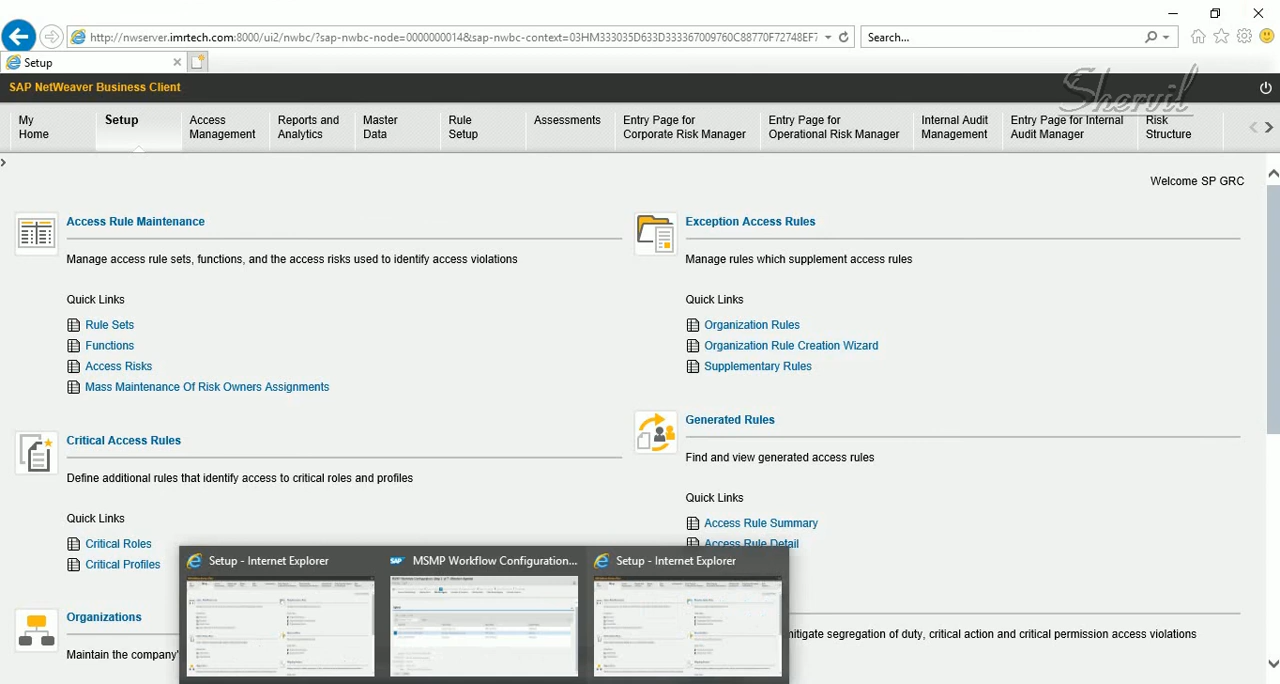 http://nwserver.imrtech.com:8000/ui2/nwbc/?sap-nwbc-node=0000000014&sap-nwbc-context=03HM333035D633D333367009760C88770F72748EF7
Search...
Setup
SAP NetWeaver Business Client
Shervil
My Home
Setup
Access Management
Reports and Analytics
Master Data
Rule Setup
Assessments
Entry Page for Corporate Risk Manager
Entry Page for Operational Risk Manager
Internal Audit Management
Entry Page for Internal Audit Manager
Risk Structure
Welcome SP GRC
Access Rule Maintenance
Manage access rule sets, functions, and the access risks used to identify access violations
Quick Links
Rule Sets
Functions
Access Risks
Mass Maintenance Of Risk Owners Assignments
Exception Access Rules
Manage rules which supplement access rules
Quick Links
Organization Rules
Organization Rule Creation Wizard
Supplementary Rules
Critical Access Rules
Define additional rules that identify access to critical roles and profiles
Quick Links
Critical Roles
Critical Profiles
Generated Rules
Find and view generated access rules
Quick Links
Access Rule Summary
Access Rule Detail
Organizations
Maintain the company'
mitigate segregation of duty, critical action and critical permission access violations
Setup - Internet Explorer
SAP
MSMP Workflow Configuration...
Setup - Internet Explorer